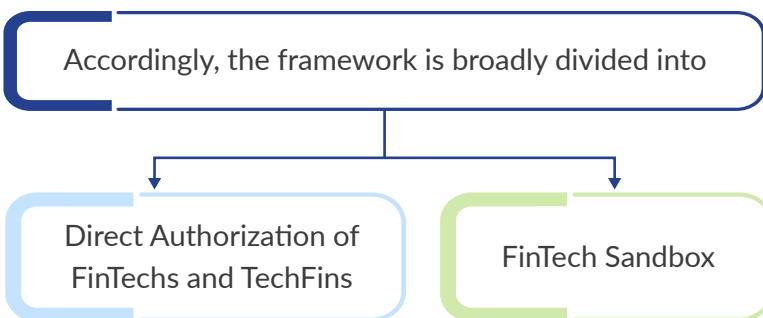 Accordingly, the framework is broadly divided into
Direct Authorization of
FinTechs and TechFins
FinTech Sandbox